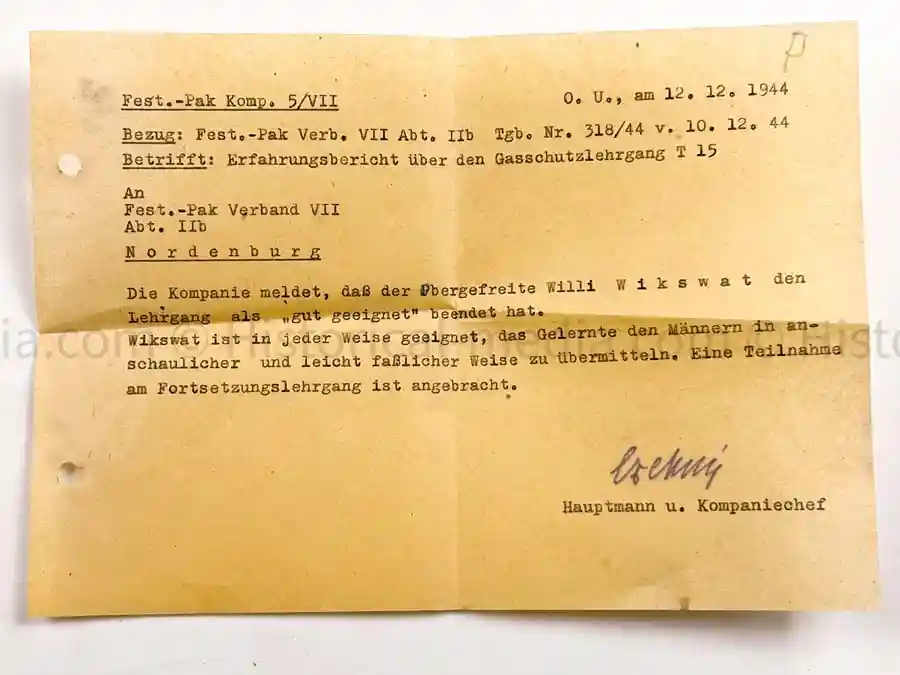 Fest.-Pak Komp. 5/VII
O. U., am 12. 12. 1944
Bezug: Fest.-Pak Verb. VII Abt. IIb Tgb. Nr. 318/44 v. 10. 12. 44
Betrifft: Erfahrungsbericht über den Gasschutzlehrgang T 15
An
Fest.-Pak Verband VII
Abt. IIb
N o r d e n b u r g
Die Kompanie meldet, daß der Obergefreite Willi W i k s w a t den
Lehrgang als „gut geeignet" beendet hat.
Wikswat ist in jeder Weise geeignet, das Gelernte den Männern in an-
schaulicher und leicht faßlicher Weise zu übermitteln. Eine Teilnahme
am Fortsetzungslehrgang ist angebracht.
Hauptmann u. Kompaniechef